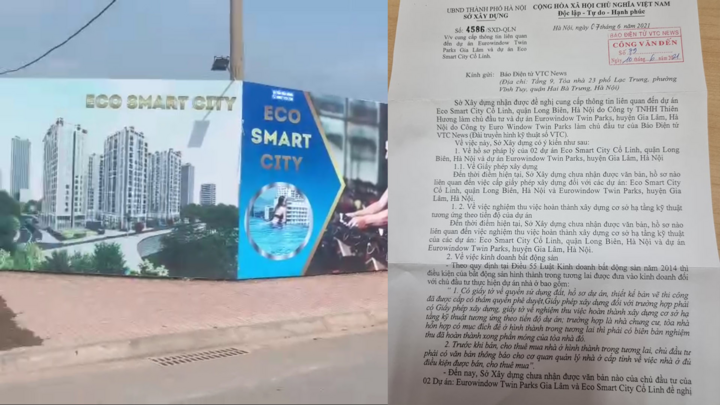 ECO SMART CITY
ECO
SMART
CITY
UBND THÀNH PHỐ HÀ NỘI
SỞ XÂY DỰNG
CỘNG HÒA XÃ HỘI CHỦ NGHĨA VIỆT NAM
Độc lập - Tự do - Hạnh phúc
Số: 4586/SXD-QLN
Hà Nội, ngày 07 tháng 6 năm 2021
V/v cung cấp thông tin liên quan
đến dự án Eurowindow Twin
Parks và Eco Smart City Cổ
Linh.
BÁO ĐIỆN TỬ VTC NEWS
CÔNG VĂN ĐẾN
Kính gửi: Báo Điện tử VTC News
(Địa chỉ: Tầng 9, Tòa nhà 23 phố Lạc Trung, phường
Vĩnh Tuy, quận Hai Bà Trưng, Hà Nội)
Sở Xây dựng nhận được đề nghị cung cấp thông tin liên quan đến dự án
Eco Smart City Cổ Linh, quận Long Biên, Hà Nội do Công ty TNHH Thiên
Hương làm chủ đầu tư và dự án Eurowindow Twin Parks, huyện Gia Lâm, Hà
Nội do Công ty Euro Window Twin Parks làm chủ đầu tư của Báo Điện tử
VTC News (Đài truyền hình kỹ thuật số VTC).
Về việc này, Sở Xây dựng có ý kiến như sau:
1. Về hồ sơ pháp lý của 02 dự án Eco Smart City Cổ Linh, quận Long
Biên, Hà Nội và dự án Eurowindow Twin Parks, huyện Gia Lâm, Hà Nội
1.1. Về Giấy phép xây dựng
Đến thời điểm hiện tại, Sở Xây dựng chưa nhận được văn bản, hồ sơ nào
liên quan đến việc cấp giấy phép xây dựng đối với các dự án: Eco Smart City
Cổ Linh, quận Long Biên, Hà Nội và Eurowindow Twin Parks, huyện Gia
Lâm, Hà Nội.
1. 2. Về việc nghiệm thu hoàn thành xây dựng cơ sở hạ tầng kỹ thuật
tương ứng theo tiến độ của dự án
Đến thời điểm hiện tại, Sở Xây dựng chưa nhận được văn bản, hồ sơ nào
liên quan đến việc nghiệm thu việc hoàn thành xây dựng cơ sở hạ tầng kỹ thuật
của các dự án: Eco Smart City Cổ Linh, quận Long Biên, Hà Nội và dự án
Eurowindow Twin Parks, huyện Gia Lâm, Hà Nội.
2. Về việc kinh doanh bất động sản
- Theo quy định tại Điều 55 Luật Kinh doanh bất động sản năm 2014 thì
điều kiện của bất động sản hình thành trong tương lai được đưa vào kinh doanh đối
với chủ đầu tư thực hiện dự án nhà ở bao gồm:
" 1. Có giấy tờ về quyền sử dụng đất, hồ sơ dự án, thiết kế bản vẽ thi công
đã được cấp có thẩm quyền phê duyệt,Giấy phép xây dựng đối với trường hợp phải
có Giấy phép xây dựng, giấy tờ về nghiệm thu việc hoàn thành xây dựng cơ sở hạ
tầng kỹ thuật tương ứng theo tiến độ dự án; trường hợp là nhà chung cư, tòa nhà
hỗn hợp có mục đích để ở hình thành trong tương lai thì phải có biên bản nghiệm
thu đã hoàn thành xong phần móng của tòa nhà đó.
2. Trước khi bán, cho thuê mua nhà ở hình thành trong tương lai, chủ đầu tư
phải có văn bản thông báo cho cơ quan quản lý nhà ở cấp tỉnh về việc nhà ở đủ
điều kiện được bán, cho thuê mua"
- Đến nay, Sở Xây dựng chưa nhận được văn bản nào của chủ đầu tư của
02 Dự án: Eurowindow Twin Parks Gia Lâm và Eco Smart City Cổ Linh đề nghị